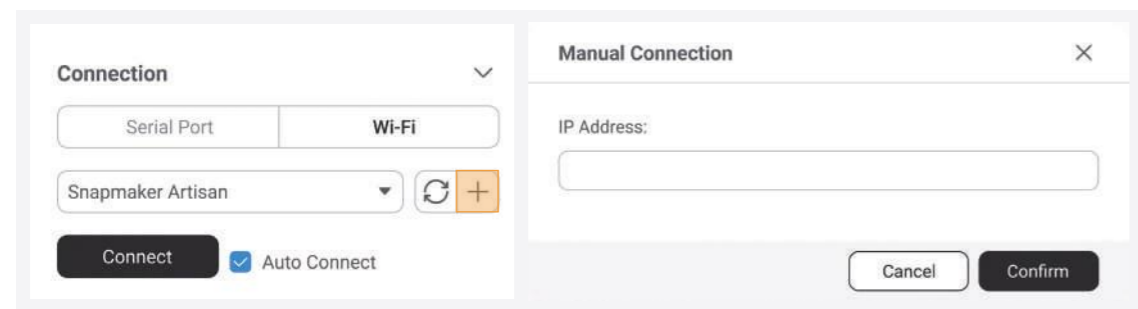 Connection
Serial Port
Wi-Fi
Snapmaker Artisan
Connect
Auto Connect
Manual Connection
IP Address:
Cancel
Confirm